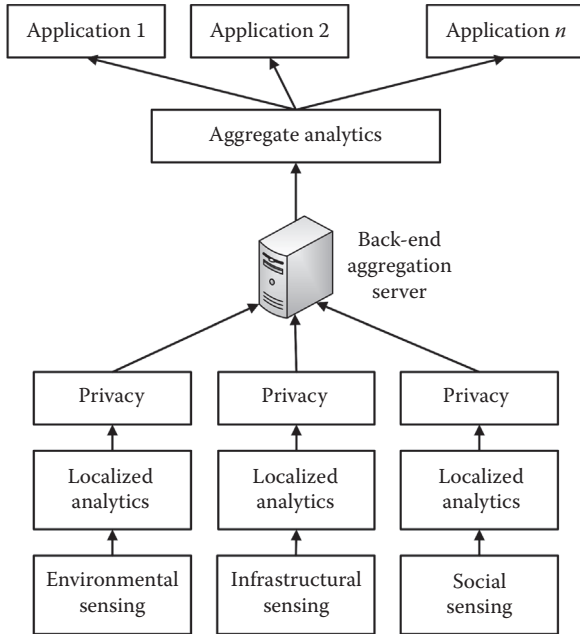 Application 1
Application 2
Application n
Aggregate analytics
Back-end
aggregation
server
Privacy
Privacy
Privacy
Localized
analytics
Localized
analytics
Localized
analytics
Environmental
sensing
Infrastructural
sensing
Social
sensing